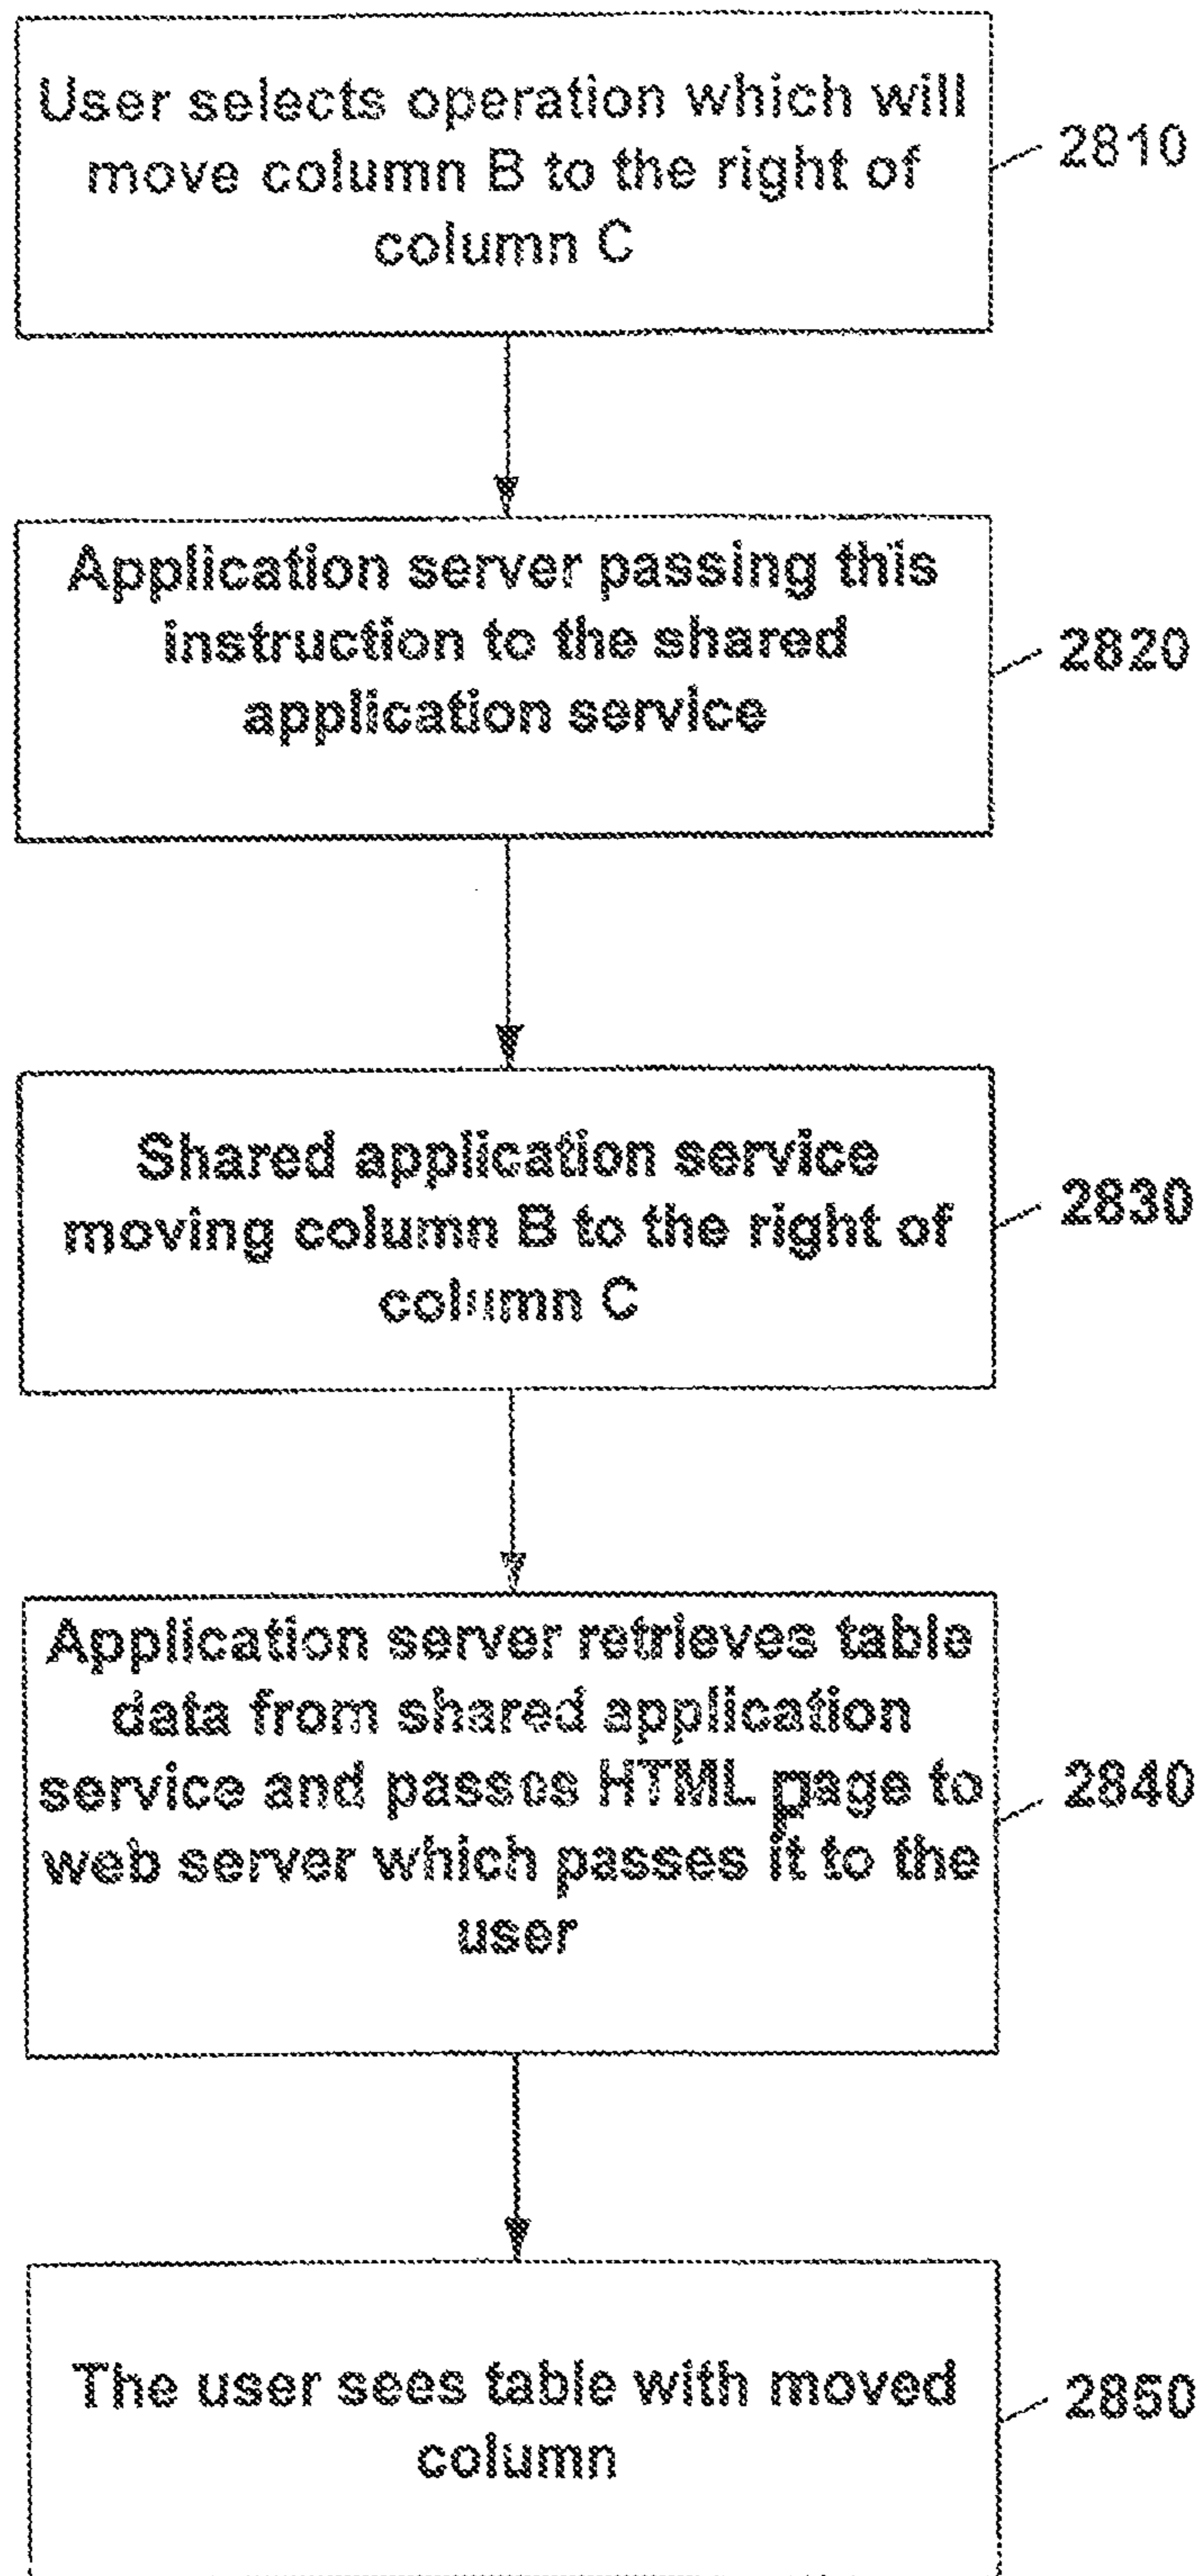 User selects operation which will
move column B to the right of
column C
2810
Application server passing this
instruction to the shared
application service
2820
Shared application service
moving column B to the right of
column C
2830
Application server retrieves table
data from shared application
service and passes HTML page to
web server which passes it to the
user
2840
The user sees table with moved
column
2850